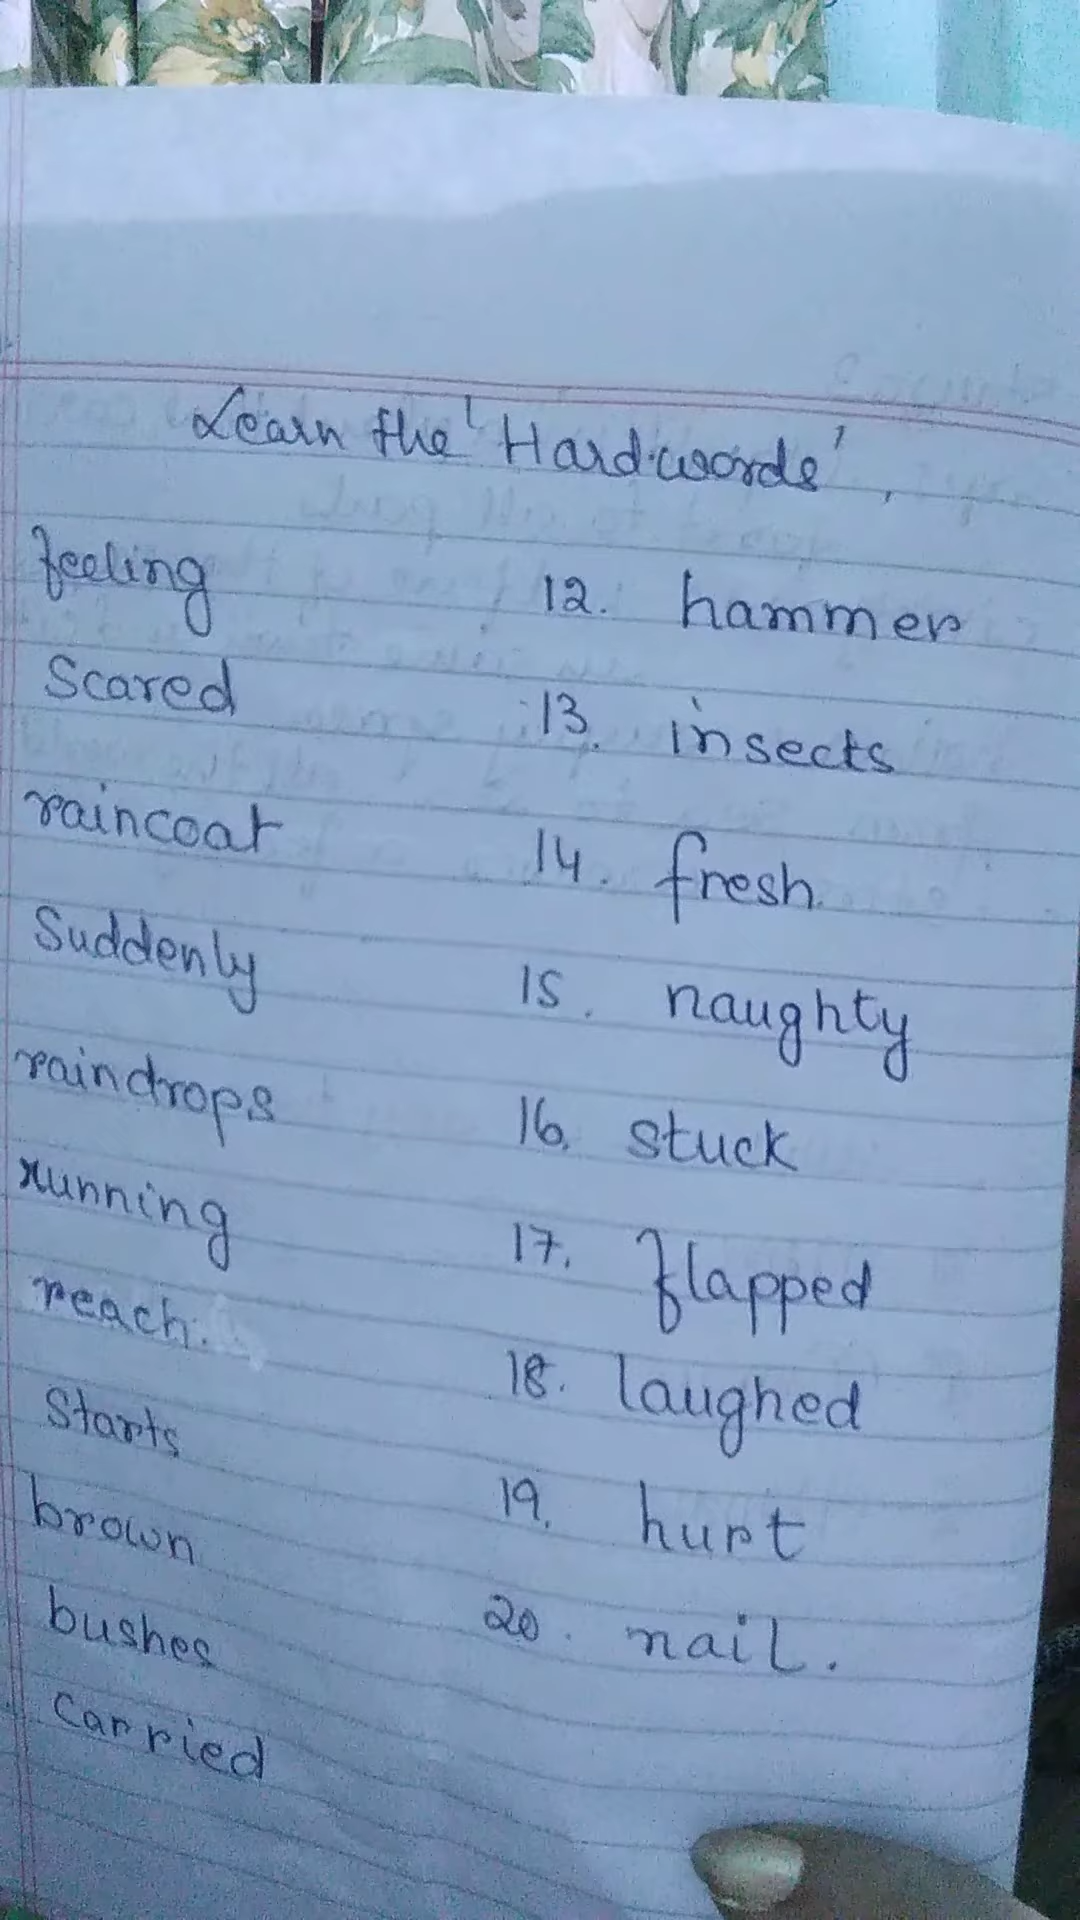 Learn the 'Hard words',
feeling
Scared
raincoat
Suddenly
raindrops
running
reach.
Starts
brown
bushes
Carried
12. hammer
13. insects
14. fresh.
15. naughty
16. stuck
17. flapped
18. laughed
19. hurt
20. nail.